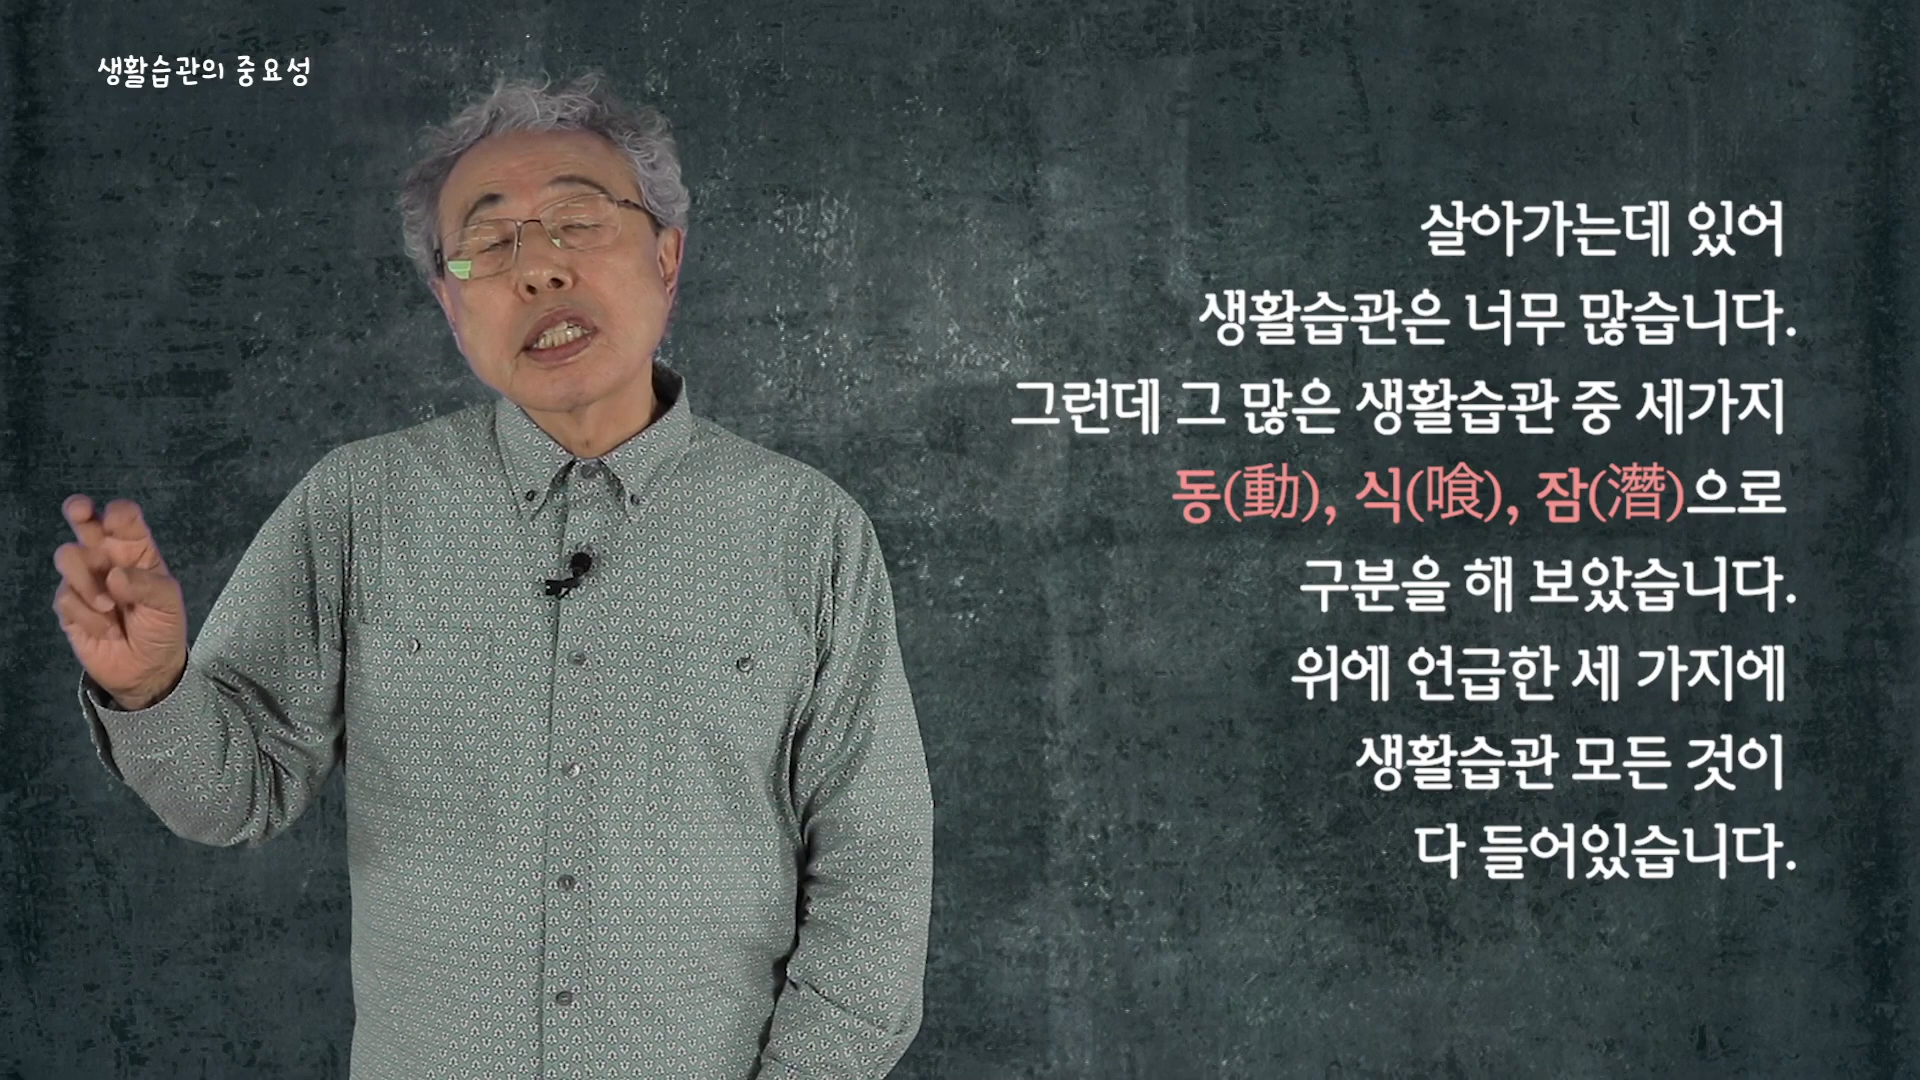 생활습관의 중요성
살아가는데 있어
생활습관은 너무 많습니다.
그런데 그 많은 생활습관 중 세가지
동(動), 식(喰), 잠(潛)으로
구분을 해 보았습니다.
위에 언급한 세 가지에
생활습관 모든 것이
다 들어있습니다.